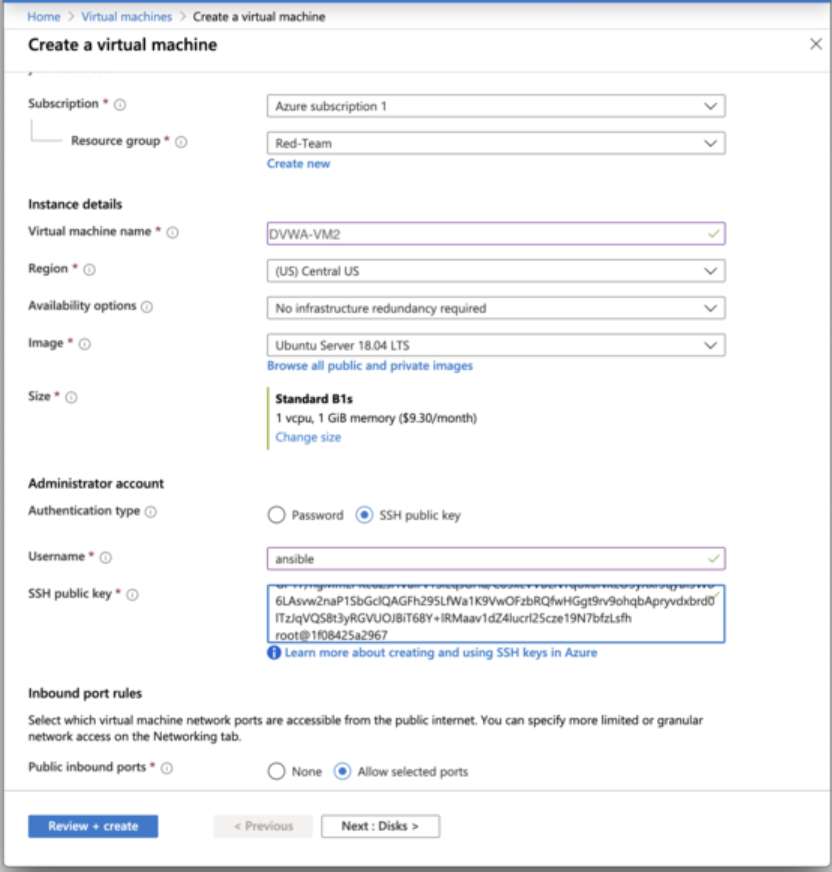 Home > Virtual machines > Create a virtual machine
Create a virtual machine
Subscription *
Azure subscription 1
Resource group *
Red-Team
Create new
Instance details
Virtual machine name *
DVWA-VM2
Region *
(US) Central US
Availability options
No infrastructure redundancy required
Image *
Ubuntu Server 18.04 LTS
Browse all public and private images
Size *
Standard B1s
1 vcpu, 1 GiB memory ($9.30/month)
Change size
Administrator account
Authentication type
Password
SSH public key
Username *
ansible
SSH public key *
6LAsvw2naP1SbGclQAGFh295LfWa1K9VwOFzbRQfwHGgt9rv9ohqbApryvdxbrd0
lTzJqVQS8t3yRGVUOJBiT68Y+IRMaav1dZ4lucrl25cze19N7bfzLsfh
root@1f08425a2967
Learn more about creating and using SSH keys in Azure
Inbound port rules
Select which virtual machine network ports are accessible from the public internet. You can specify more limited or granular
network access on the Networking tab.
Public inbound ports *
None
Allow selected ports
Review + create
< Previous
Next : Disks >